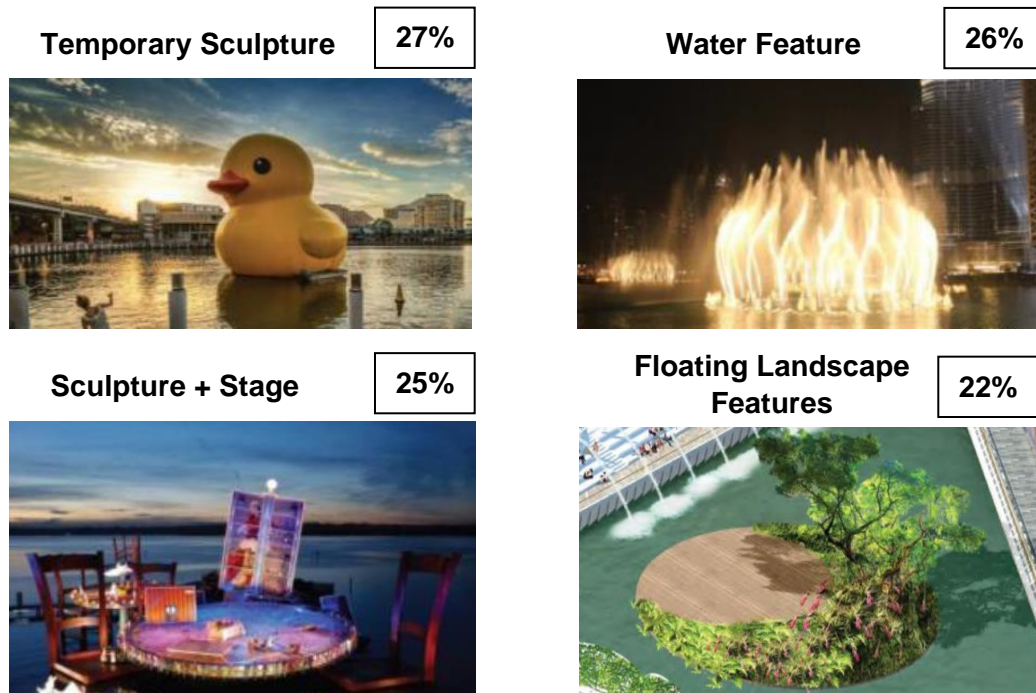 Temporary Sculpture
27%
Water Feature
26%
Sculpture + Stage
25%
Floating Landscape
Features
22%